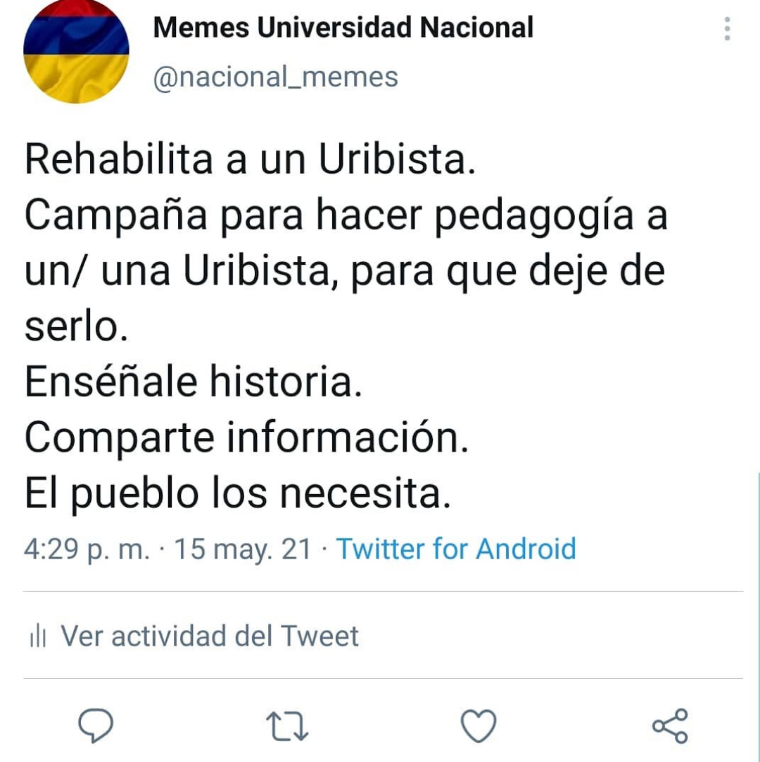 Memes Universidad Nacional
@nacional_memes
Rehabilita a un Uribista.
Campaña para hacer pedagogía a
un/ una Uribista, para que deje de
serlo.
Enséñale historia.
Comparte información.
El pueblo los necesita.
4:29 p. m. · 15 may. 21 · Twitter for Android
Ver actividad del Tweet